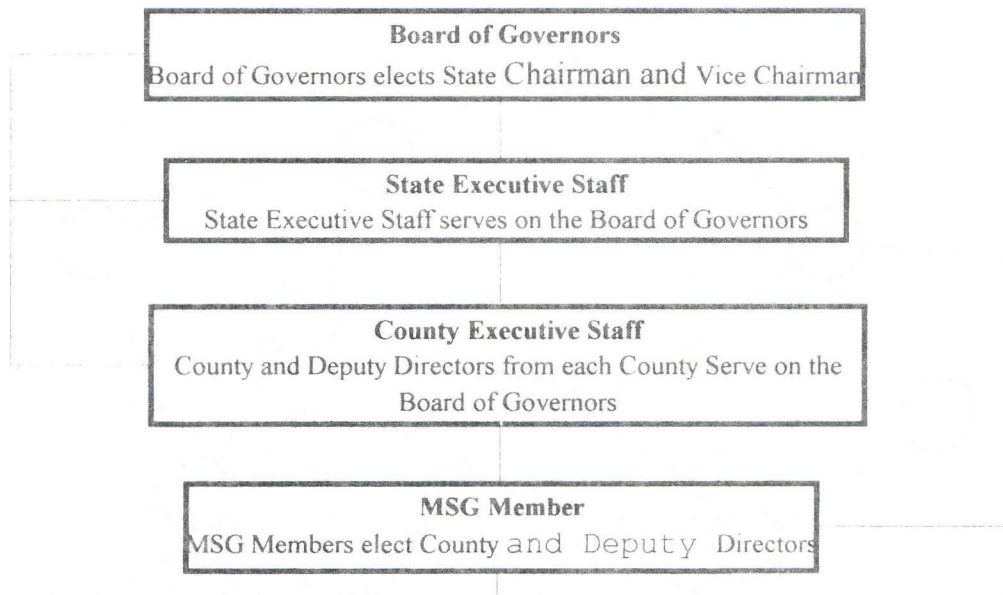 Board of Governors
Board of Governors elects State Chairman and Vice Chairman
State Executive Staff
State Executive Staff serves on the Board of Governors
County Executive Staff
County and Deputy Directors from each County Serve on the
Board of Governors
MSG Member
MSG Members elect County and Deputy Directors